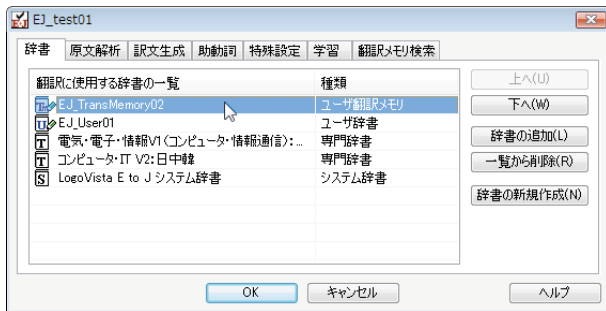 EJ_test01
辞書 原文解析 訳文生成 助動詞 特殊設定 学習 翻訳メモリ検索
翻訳に使用する辞書の一覧 種類
EJ_TransMemory02 ユーザ翻訳メモリ
EJ_User01 ユーザ辞書
電気・電子・情報V1(コンピュータ・情報通信):... 専門辞書
コンピュータ・IT V2:日中韓 専門辞書
LogoVista E to J システム辞書 システム辞書
上へ(U)
下へ(W)
辞書の追加(L)
一覧から削除(R)
辞書の新規作成(N)
OK キャンセル ヘルプ